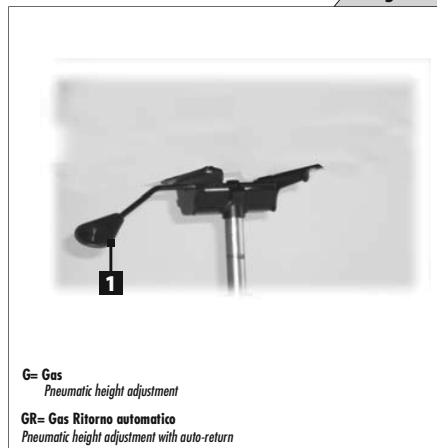 1
G= Gas
Pneumatic height adjustment
GR= Gas Ritorno automatico
Pneumatic height adjustment with auto-return